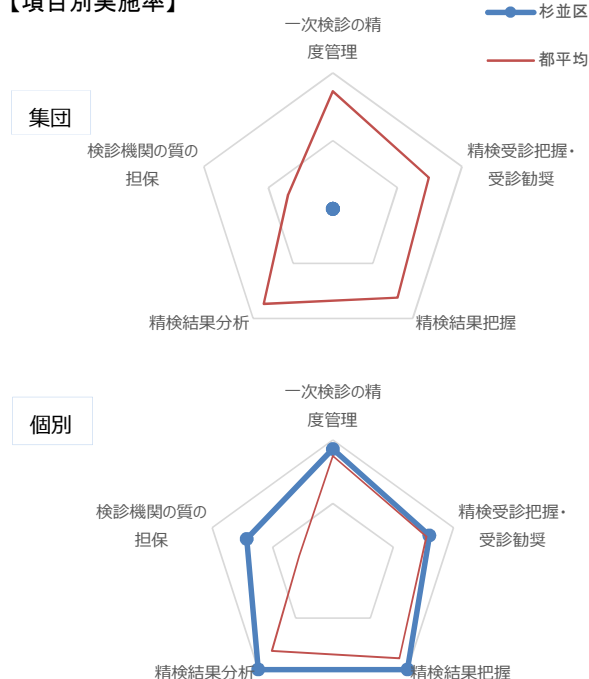 【項目別実施率】
杉並区
都平均
集団
一次検診の精
度管理
精検受診把握・
受診勧奨
精検結果把握
精検結果分析
検診機関の質の
担保
個別
一次検診の精
度管理
精検受診把握・
受診勧奨
精検結果把握
精検結果分析
検診機関の質の
担保